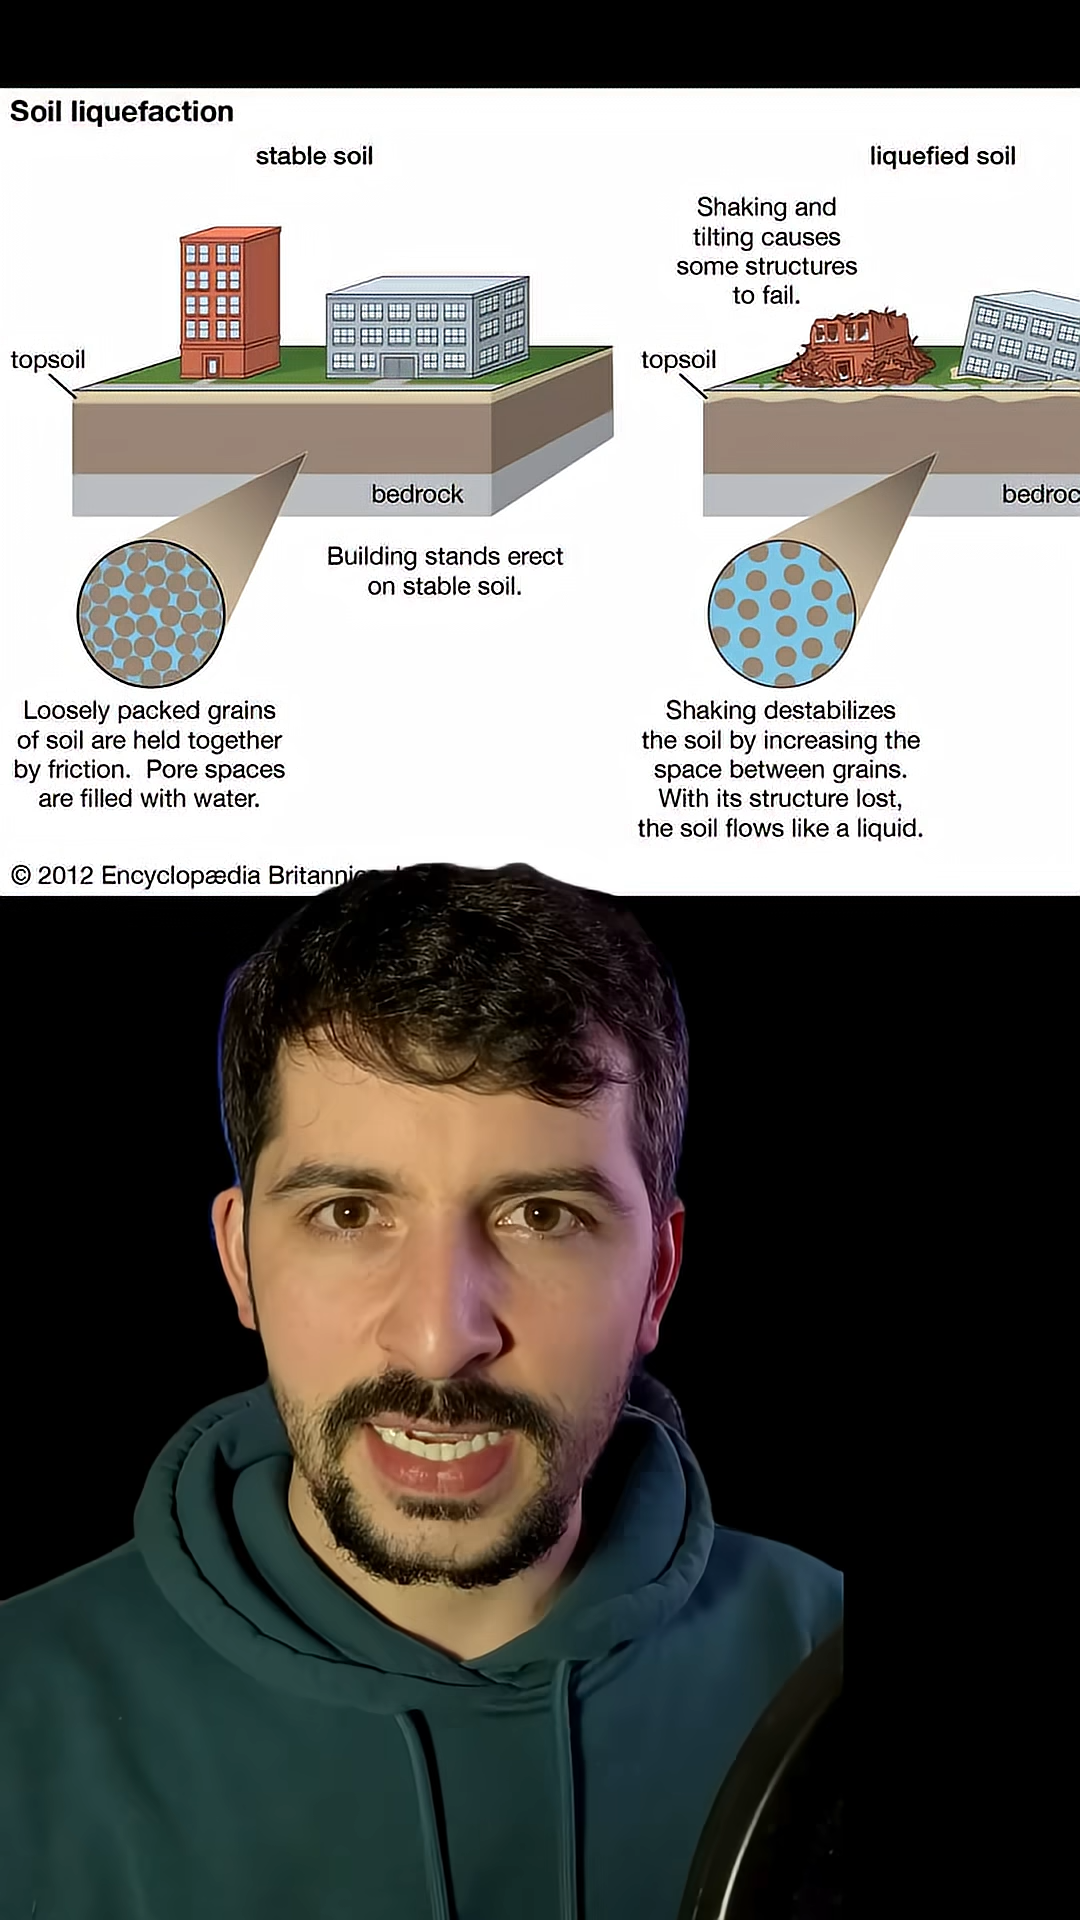 Soil liquefaction
stable soil
liquefied soil
Shaking and
tilting causes
some structures
to fail.
topsoil
topsoil
bedrock
bedroc
Building stands erect
on stable soil.
Loosely packed grains
of soil are held together
by friction. Pore spaces
are filled with water.
Shaking destabilizes
the soil by increasing the
space between grains.
With its structure lost,
the soil flows like a liquid.
© 2012 Encyclopædia Britannic